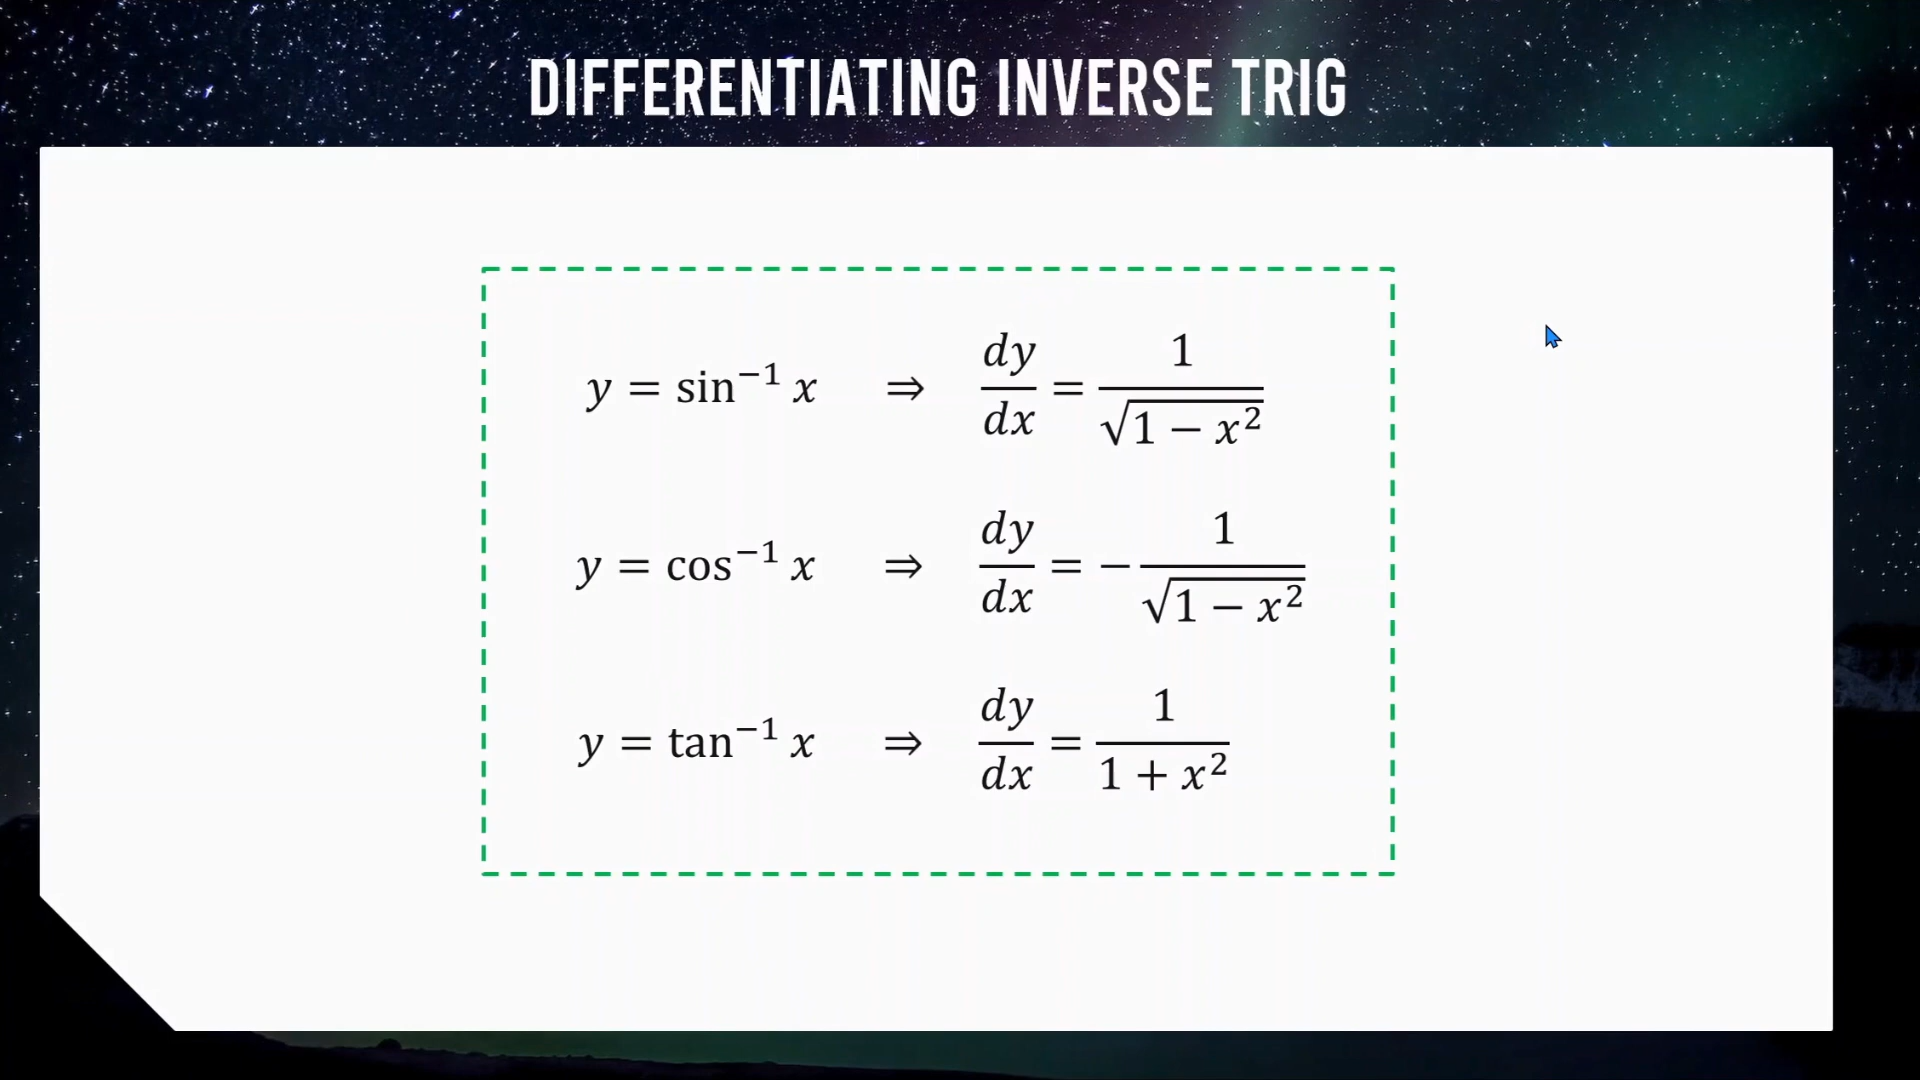 DIFFERENTIATING INVERSE TRIG
y = sin⁻¹ x ⇒ dy/dx = 1/√(1 − x²)
y = cos⁻¹ x ⇒ dy/dx = −1/√(1 − x²)
y = tan⁻¹ x ⇒ dy/dx = 1/(1 + x²)